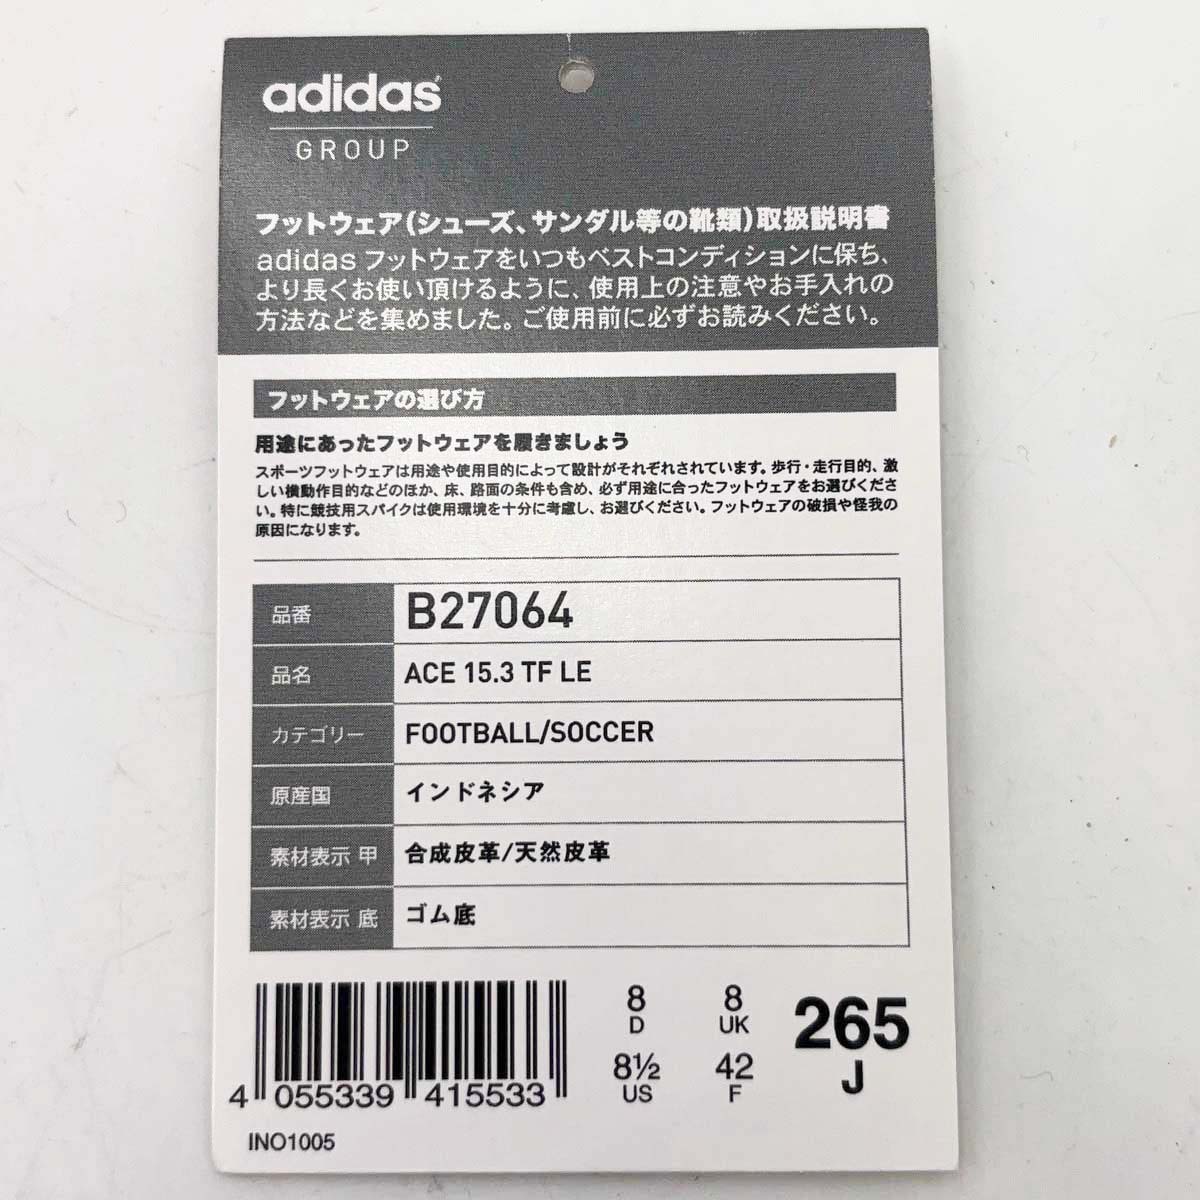 adidas
GROUP
フットウェア(シューズ、サンダル等の靴類)取扱説明書
adidas フットウェアをいつもベストコンディションに保ち、
より長くお使い頂けるように、使用上の注意やお手入れの
方法などを集めました。ご使用前に必ずお読みください。
フットウェアの選び方
用途にあったフットウェアを履きましょう
スポーツフットウェアは用途や使用目的によって設計がそれぞれされています。歩行・走行目的、激
しい横動作目的などのほか、床、路面の条件も含め、必ず用途に合ったフットウェアをお選びくださ
い。特に競技用スパイクは使用環境を十分に考慮し、お選びください。フットウェアの破損や怪我の
原因になります。
品番 B27064
品名 ACE 15.3 TF LE
カテゴリー FOOTBALL/SOCCER
原産国 インドネシア
素材表示 甲 合成皮革/天然皮革
素材表示 底 ゴム底
8 8
D UK
8½ 42
US F
265
J
4 055339 415533
INO1005